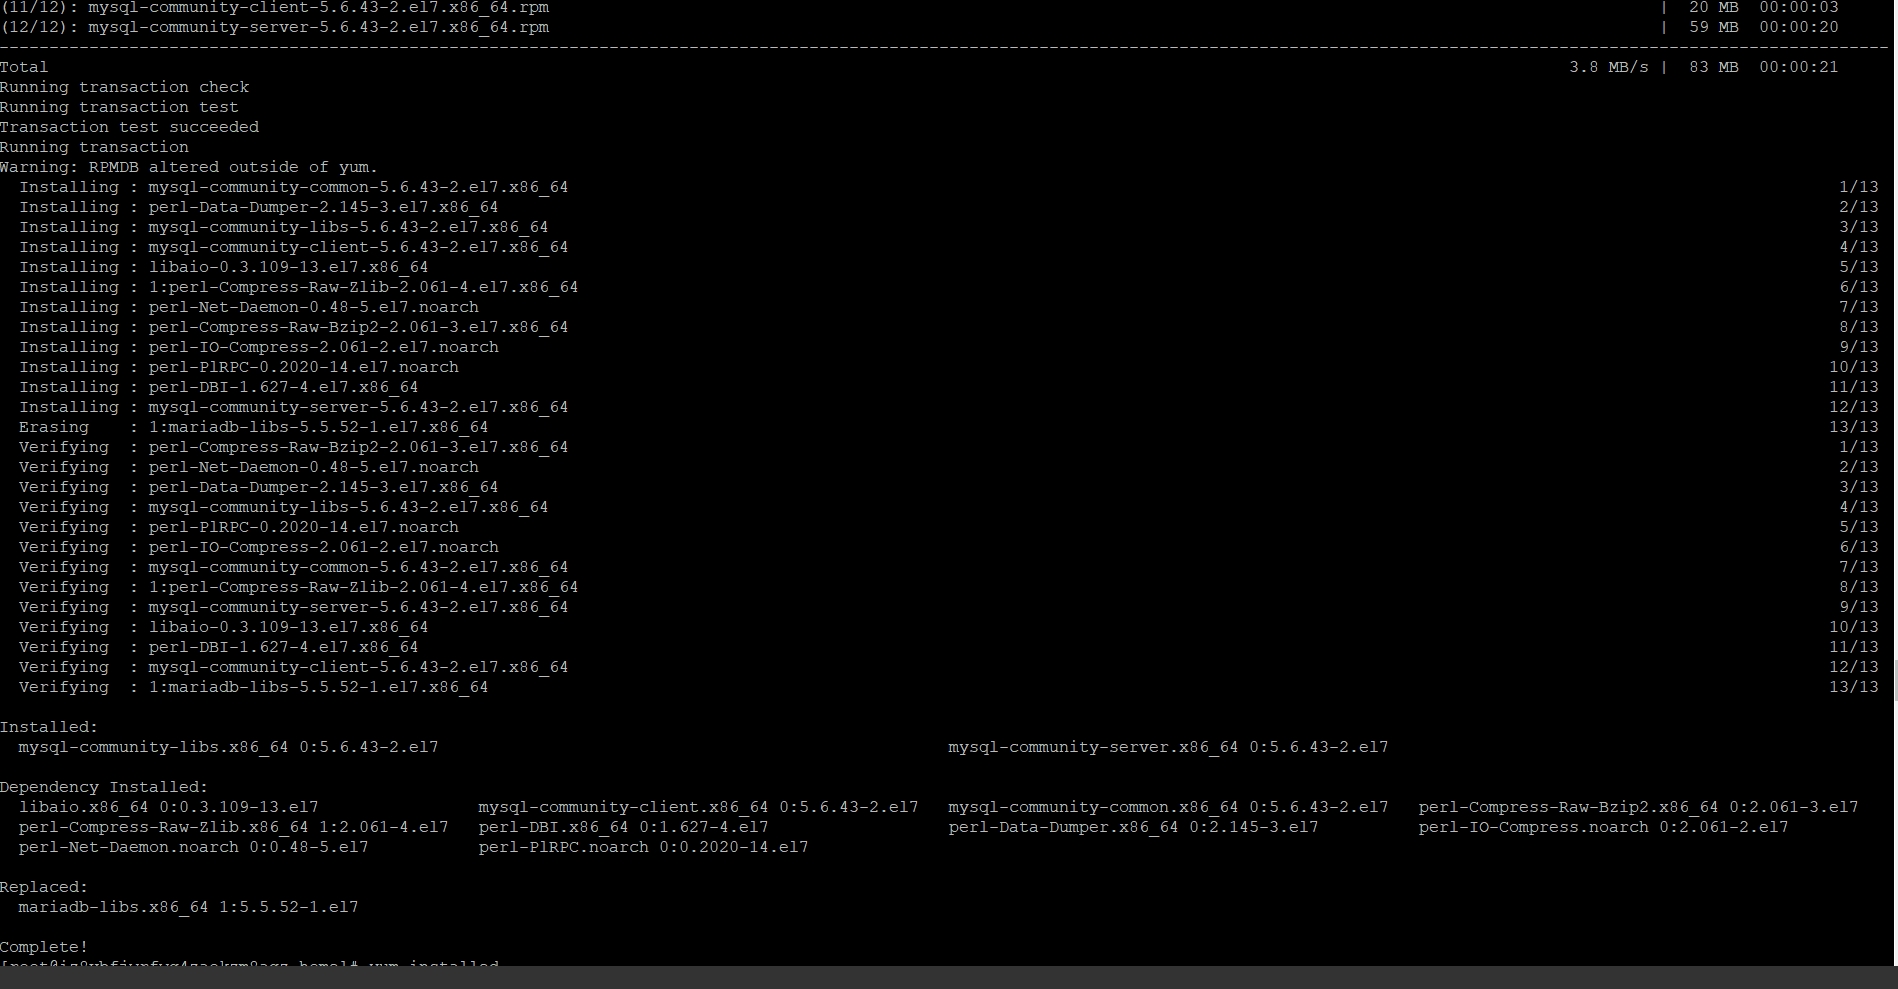 (11/12): mysql-community-client-5.6.43-2.el7.x86_64.rpm | 20 MB 00:00:03
(12/12): mysql-community-server-5.6.43-2.el7.x86_64.rpm | 59 MB 00:00:20
Total 3.8 MB/s | 83 MB 00:00:21
Running transaction check
Running transaction test
Transaction test succeeded
Running transaction
Warning: RPMDB altered outside of yum.
Installing : mysql-community-common-5.6.43-2.el7.x86_64 1/13
Installing : perl-Data-Dumper-2.145-3.el7.x86_64 2/13
Installing : mysql-community-libs-5.6.43-2.el7.x86_64 3/13
Installing : mysql-community-client-5.6.43-2.el7.x86_64 4/13
Installing : libaio-0.3.109-13.el7.x86_64 5/13
Installing : 1:perl-Compress-Raw-Zlib-2.061-4.el7.x86_64 6/13
Installing : perl-Net-Daemon-0.48-5.el7.noarch 7/13
Installing : perl-Compress-Raw-Bzip2-2.061-3.el7.x86_64 8/13
Installing : perl-IO-Compress-2.061-2.el7.noarch 9/13
Installing : perl-PlRPC-0.2020-14.el7.noarch 10/13
Installing : perl-DBI-1.627-4.el7.x86_64 11/13
Installing : mysql-community-server-5.6.43-2.el7.x86_64 12/13
Erasing : 1:mariadb-libs-5.5.52-1.el7.x86_64 13/13
Verifying : perl-Compress-Raw-Bzip2-2.061-3.el7.x86_64 1/13
Verifying : perl-Net-Daemon-0.48-5.el7.noarch 2/13
Verifying : perl-Data-Dumper-2.145-3.el7.x86_64 3/13
Verifying : mysql-community-libs-5.6.43-2.el7.x86_64 4/13
Verifying : perl-PlRPC-0.2020-14.el7.noarch 5/13
Verifying : perl-IO-Compress-2.061-2.el7.noarch 6/13
Verifying : mysql-community-common-5.6.43-2.el7.x86_64 7/13
Verifying : 1:perl-Compress-Raw-Zlib-2.061-4.el7.x86_64 8/13
Verifying : mysql-community-server-5.6.43-2.el7.x86_64 9/13
Verifying : libaio-0.3.109-13.el7.x86_64 10/13
Verifying : perl-DBI-1.627-4.el7.x86_64 11/13
Verifying : mysql-community-client-5.6.43-2.el7.x86_64 12/13
Verifying : 1:mariadb-libs-5.5.52-1.el7.x86_64 13/13
Installed:
mysql-community-libs.x86_64 0:5.6.43-2.el7 mysql-community-server.x86_64 0:5.6.43-2.el7
Dependency Installed:
libaio.x86_64 0:0.3.109-13.el7 mysql-community-client.x86_64 0:5.6.43-2.el7 mysql-community-common.x86_64 0:5.6.43-2.el7 perl-Compress-Raw-Bzip2.x86_64 0:2.061-3.el7
perl-Compress-Raw-Zlib.x86_64 1:2.061-4.el7 perl-DBI.x86_64 0:1.627-4.el7 perl-Data-Dumper.x86_64 0:2.145-3.el7 perl-IO-Compress.noarch 0:2.061-2.el7
perl-Net-Daemon.noarch 0:0.48-5.el7 perl-PlRPC.noarch 0:0.2020-14.el7
Replaced:
mariadb-libs.x86_64 1:5.5.52-1.el7
Complete!
yum installed